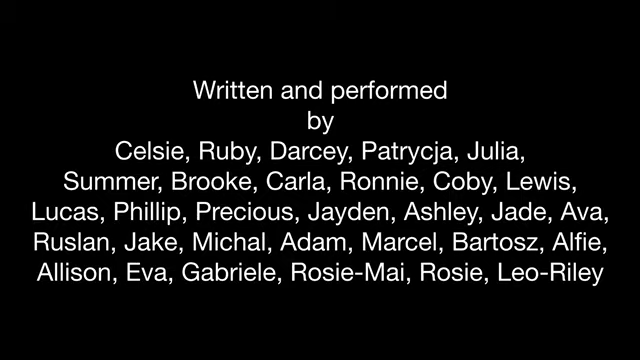 Written and performed
by
Celsie, Ruby, Darcey, Patrycja, Julia,
Summer, Brooke, Carla, Ronnie, Coby, Lewis,
Lucas, Phillip, Precious, Jayden, Ashley, Jade, Ava,
Ruslan, Jake, Michal, Adam, Marcel, Bartosz, Alfie,
Allison, Eva, Gabriele, Rosie-Mai, Rosie, Leo-Riley